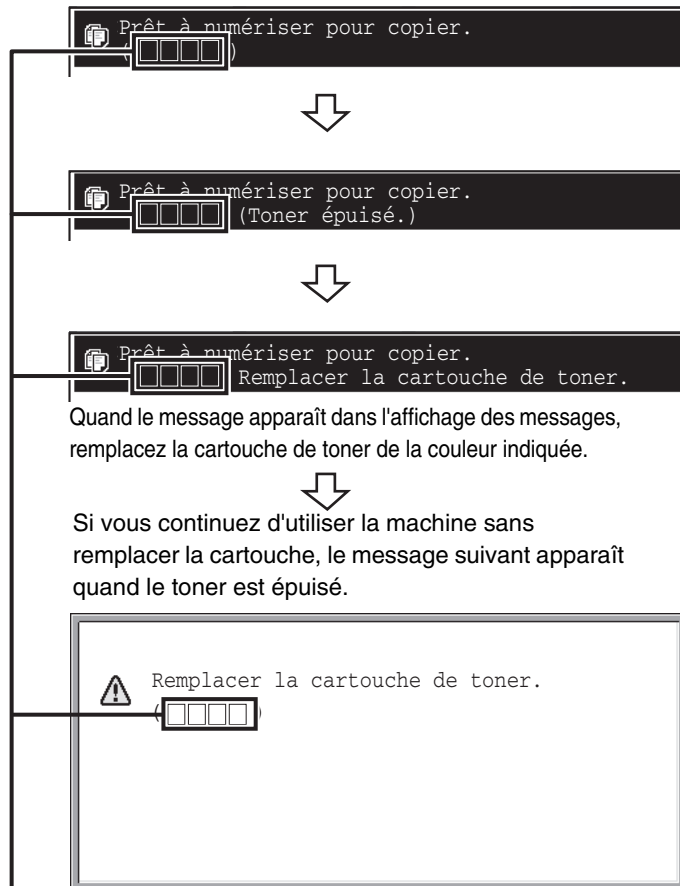 Prêt à numériser pour copier.
(□□□□)
Prêt à numériser pour copier.
□□□□ (Toner épuisé.)
Prêt à numériser pour copier.
□□□□ Remplacer la cartouche de toner.
Quand le message apparaît dans l'affichage des messages,
remplacez la cartouche de toner de la couleur indiquée.
Si vous continuez d'utiliser la machine sans
remplacer la cartouche, le message suivant apparaît
quand le toner est épuisé.
Remplacer la cartouche de toner.
(□□□□)